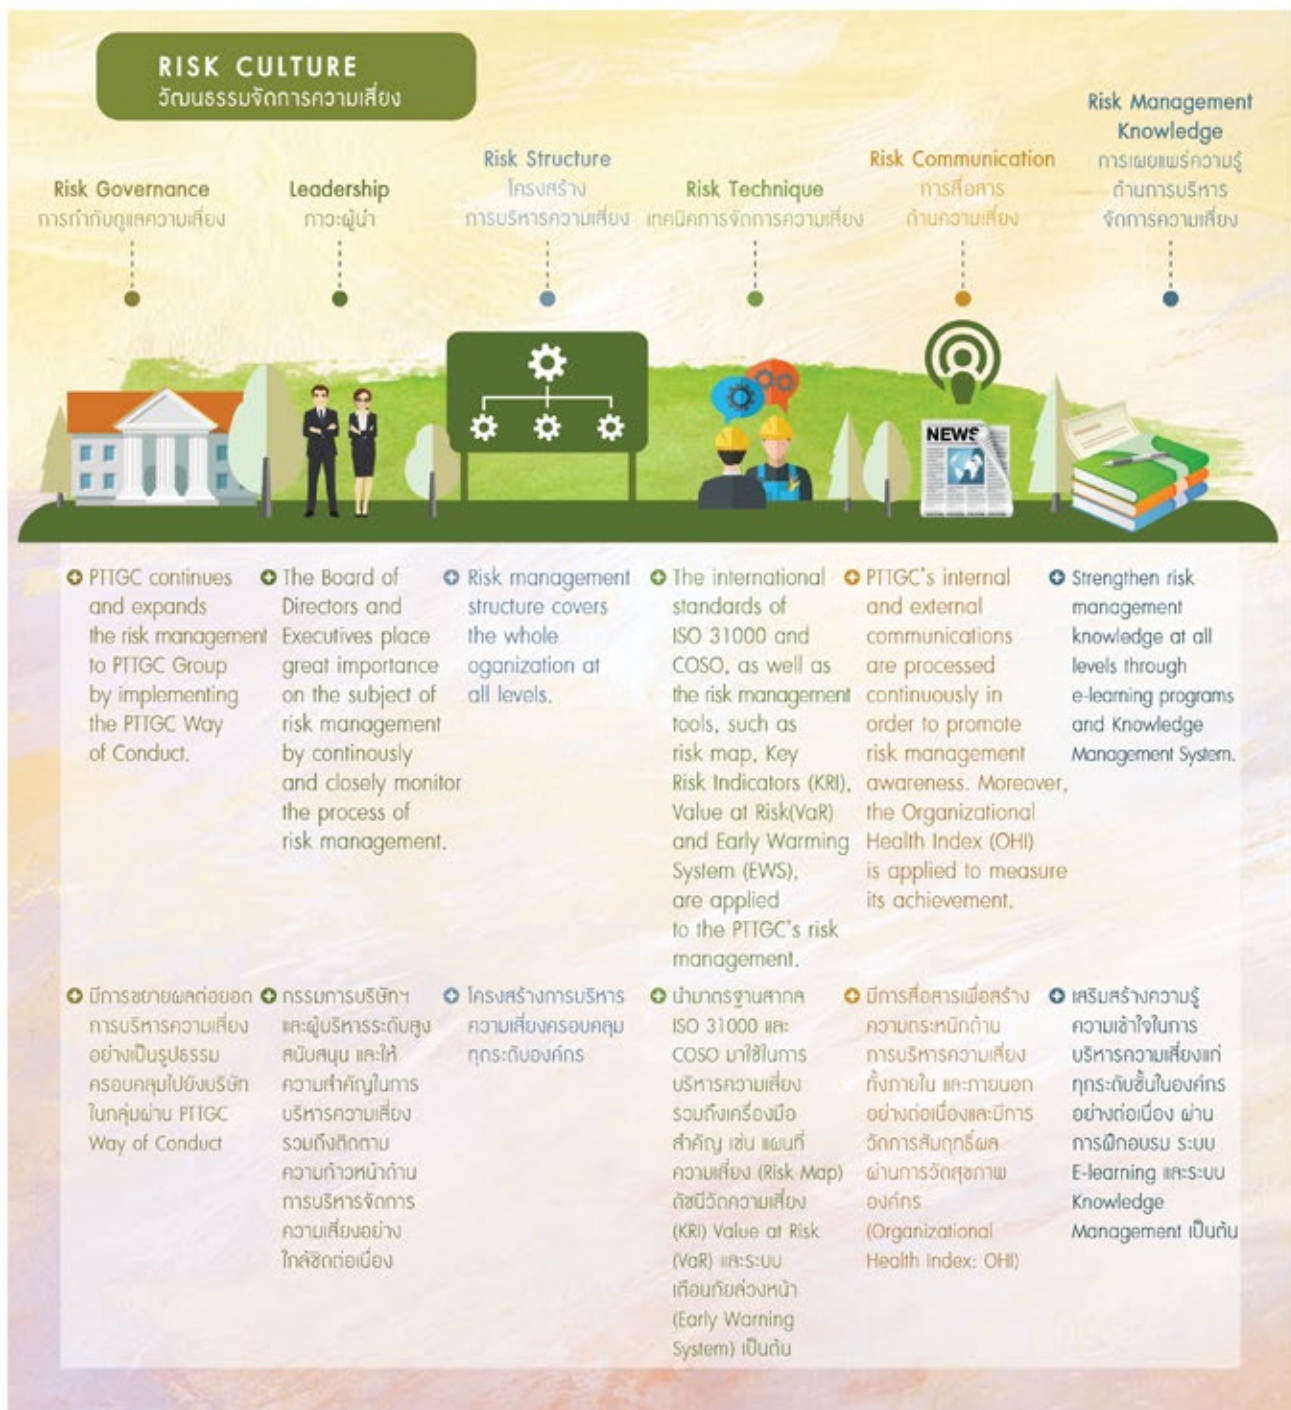 RISK CULTURE
วัฒนธรรมจัดการความเสี่ยง
Risk Governance
การกำกับดูแลความเสี่ยง
Leadership
ภาวะผู้นำ
Risk Structure
โครงสร้าง
การบริหารความเสี่ยง
Risk Technique
เทคนิคการจัดการความเสี่ยง
Risk Communication
การสื่อสาร
ด้านความเสี่ยง
Risk Management
Knowledge
การเผยแพร่ความรู้
ด้านการบริหาร
จัดการความเสี่ยง
NEWS
PTTGC continues
and expands
the risk management
to PTTGC Group
by implementing
the PTTGC Way
of Conduct.
The Board of
Directors and
Executives place
great importance
on the subject of
risk management
by continously
and closely monitor
the process of
risk management.
Risk management
structure covers
the whole
oganization at
all levels.
The international
standards of
ISO 31000 and
COSO, as well as
the risk management
tools, such as
risk map, Key
Risk Indicators (KRI),
Value at Risk(VaR)
and Early Warming
System (EWS),
are applied
to the PTTGC's risk
management.
PTTGC's internal
and external
communications
are processed
continuously in
order to promote
risk management
awareness. Moreover,
the Organizational
Health Index (OHI)
is applied to measure
its achievement.
Strengthen risk
management
knowledge at all
levels through
e-learning programs
and Knowledge
Management System.
มีการขยายผลต่อยอด
การบริหารความเสี่ยง
อย่างเป็นรูปธรรม
ครอบคลุมไปยังบริษัท
ในกลุ่มผ่าน PTTGC
Way of Conduct
กรรมการบริษัทฯ
และผู้บริหารระดับสูง
สนับสนุน และให้
ความสำคัญในการ
บริหารความเสี่ยง
รวมถึงติดตาม
ความก้าวหน้าด้าน
การบริหารจัดการ
ความเสี่ยงอย่าง
ใกล้ชิดต่อเนื่อง
โครงสร้างการบริหาร
ความเสี่ยงครอบคลุม
ทุกระดับองค์กร
นำมาตรฐานสากล
ISO 31000 และ
COSO มาใช้ในการ
บริหารความเสี่ยง
รวมถึงเครื่องมือ
สำคัญ เช่น แผนที่
ความเสี่ยง (Risk Map)
ดัชนีวัดความเสี่ยง
(KRI) Value at Risk
(VaR) และระบบ
เตือนภัยล่วงหน้า
(Early Warning
System) เป็นต้น
มีการสื่อสารเพื่อสร้าง
ความตระหนักด้าน
การบริหารความเสี่ยง
ทั้งภายใน และภายนอก
อย่างต่อเนื่องและมีการ
วัดการสัมฤทธิ์ผล
ผ่านการวัดสุขภาพ
องค์กร
(Organizational
Health Index: OHI)
เสริมสร้างความรู้
ความเข้าใจในการ
บริหารความเสี่ยงแก่
ทุกระดับชั้นในองค์กร
อย่างต่อเนื่อง ผ่าน
การฝึกอบรม ระบบ
E-learning และระบบ
Knowledge
Management เป็นต้น